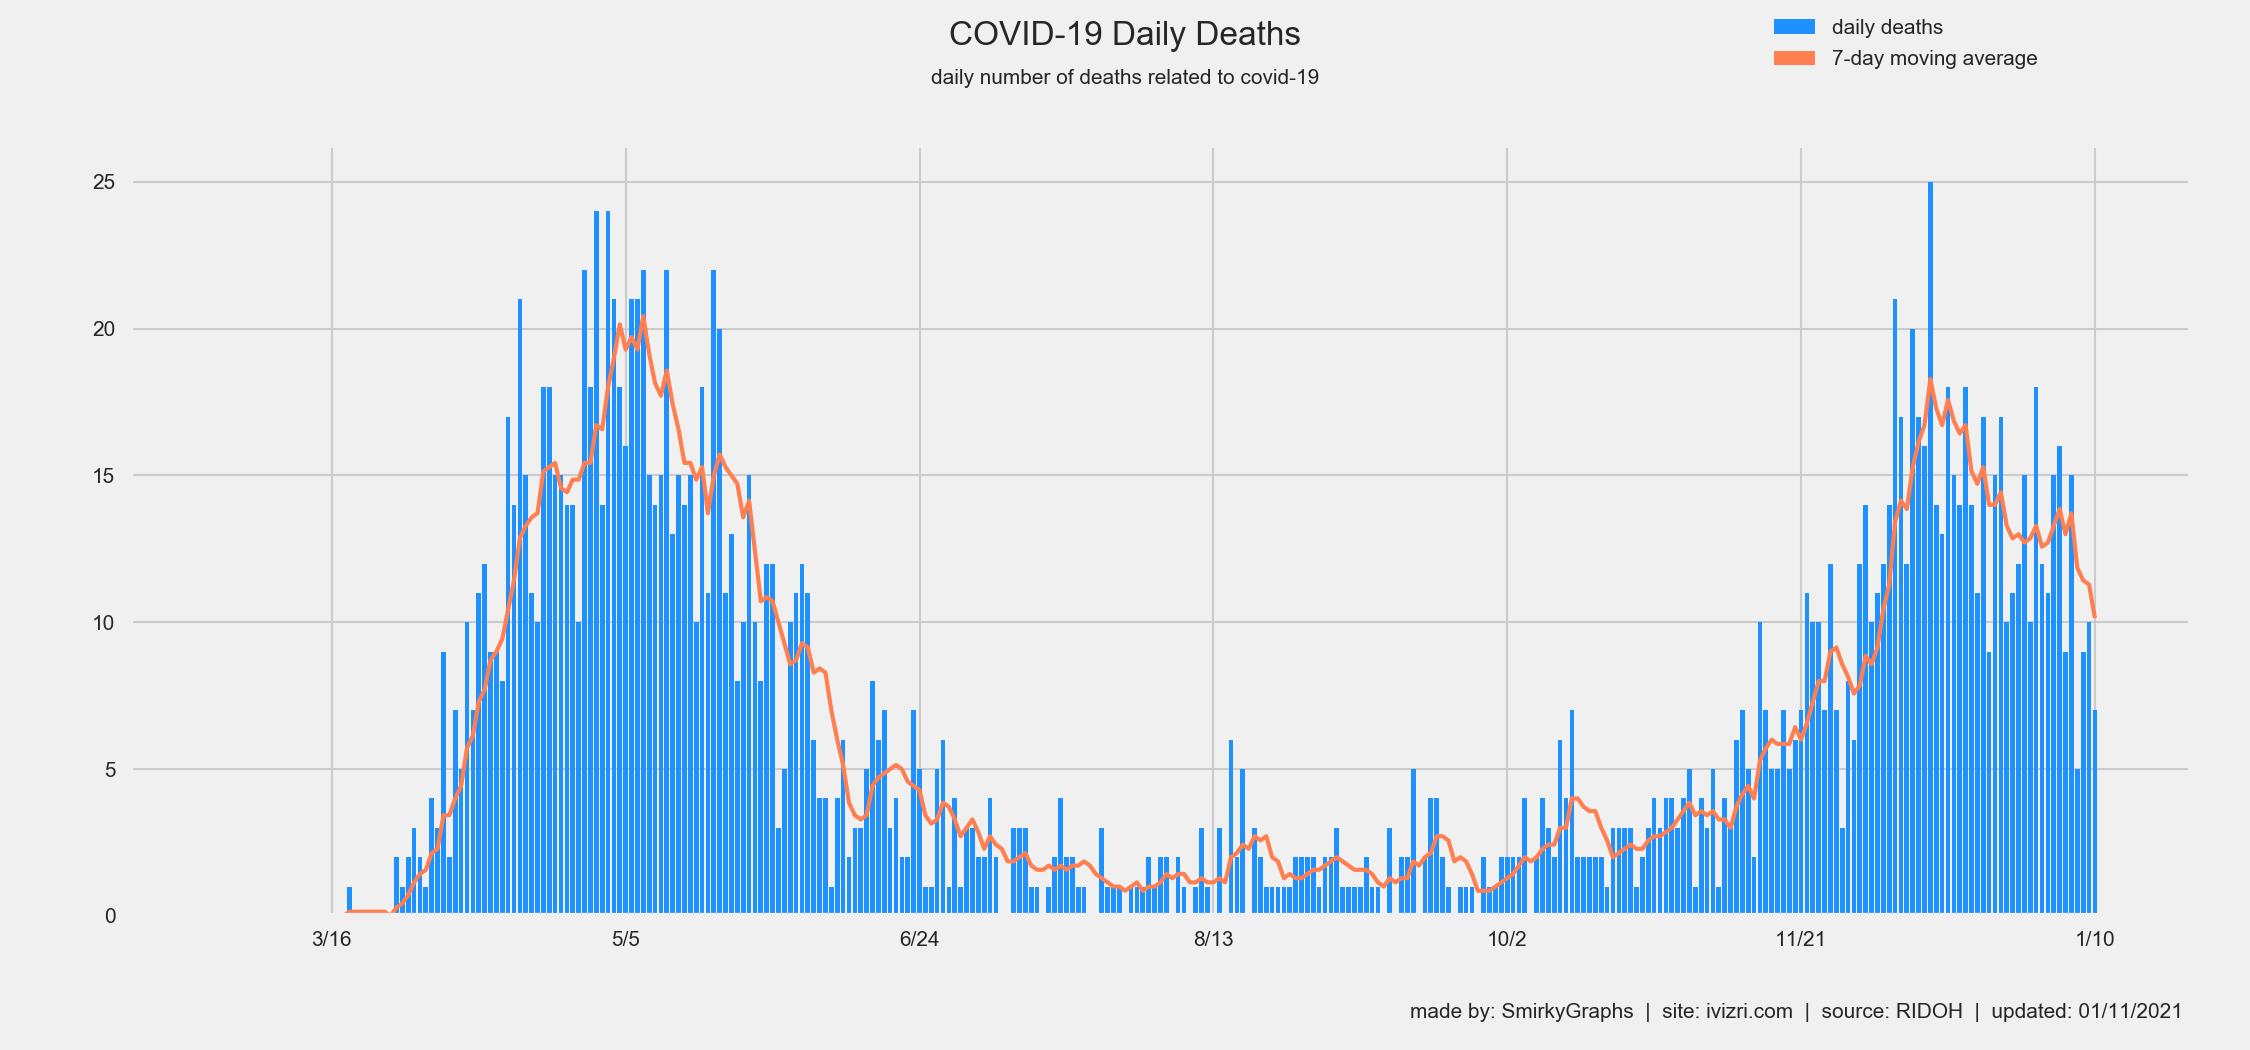 COVID-19 Daily Deaths
daily number of deaths related to covid-19
daily deaths
7-day moving average
25
20
15
10
5
0
3/16 5/5 6/24 8/13 10/2 11/21 1/10
made by: SmirkyGraphs | site: ivizri.com | source: RIDOH | updated: 01/11/2021